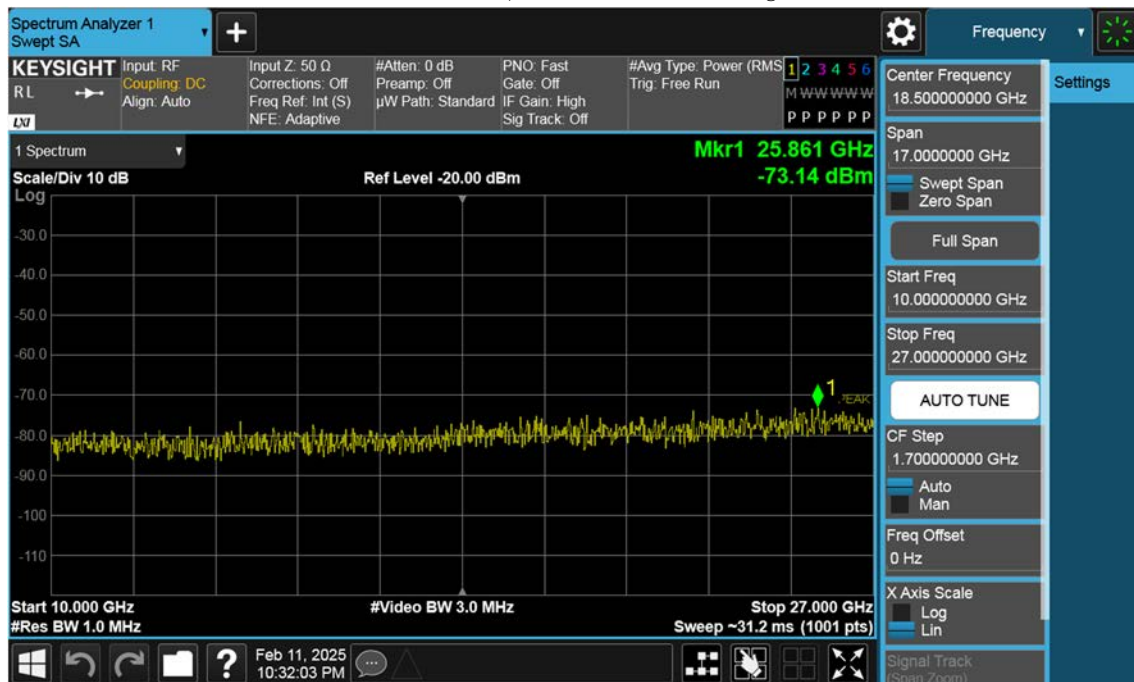 Spectrum Analyzer 1
Swept SA
+
Frequency
KEYSIGHT
RL
LXI
Input: RF
Coupling: DC
Align: Auto
Input Z: 50 Ω
Corrections: Off
Freq Ref: Int (S)
NFE: Adaptive
#Atten: 0 dB
Preamp: Off
µW Path: Standard
PNO: Fast
Gate: Off
IF Gain: High
Sig Track: Off
#Avg Type: Power (RMS
Trig: Free Run
1 2 3 4 5 6
M W W W W W
P P P P P P
Center Frequency
18.500000000 GHz
Settings
Span
17.0000000 GHz
Swept Span
Zero Span
Full Span
Start Freq
10.000000000 GHz
Stop Freq
27.000000000 GHz
AUTO TUNE
CF Step
1.700000000 GHz
Auto
Man
Freq Offset
0 Hz
X Axis Scale
Log
Lin
Signal Track
(Span Zoom)
1 Spectrum
Mkr1 25.861 GHz
Scale/Div 10 dB
Ref Level -20.00 dBm
-73.14 dBm
Log
-30.0
-40.0
-50.0
-60.0
-70.0
1
-80.0
-90.0
-100
-110
Start 10.000 GHz
#Video BW 3.0 MHz
Stop 27.000 GHz
#Res BW 1.0 MHz
Sweep ~31.2 ms (1001 pts)
?
Feb 11, 2025
10:32:03 PM